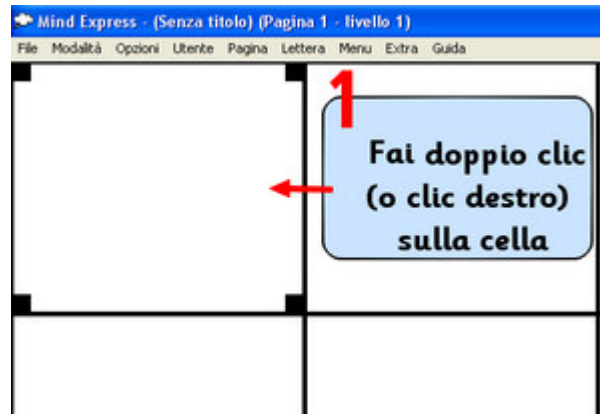 Mind Express - (Senza titolo) (Pagina 1 - livello 1)
File Modalità Opzioni Utente Pagina Lettera Menu Extra Guida
1
Fai doppio clic
(o clic destro)
sulla cella